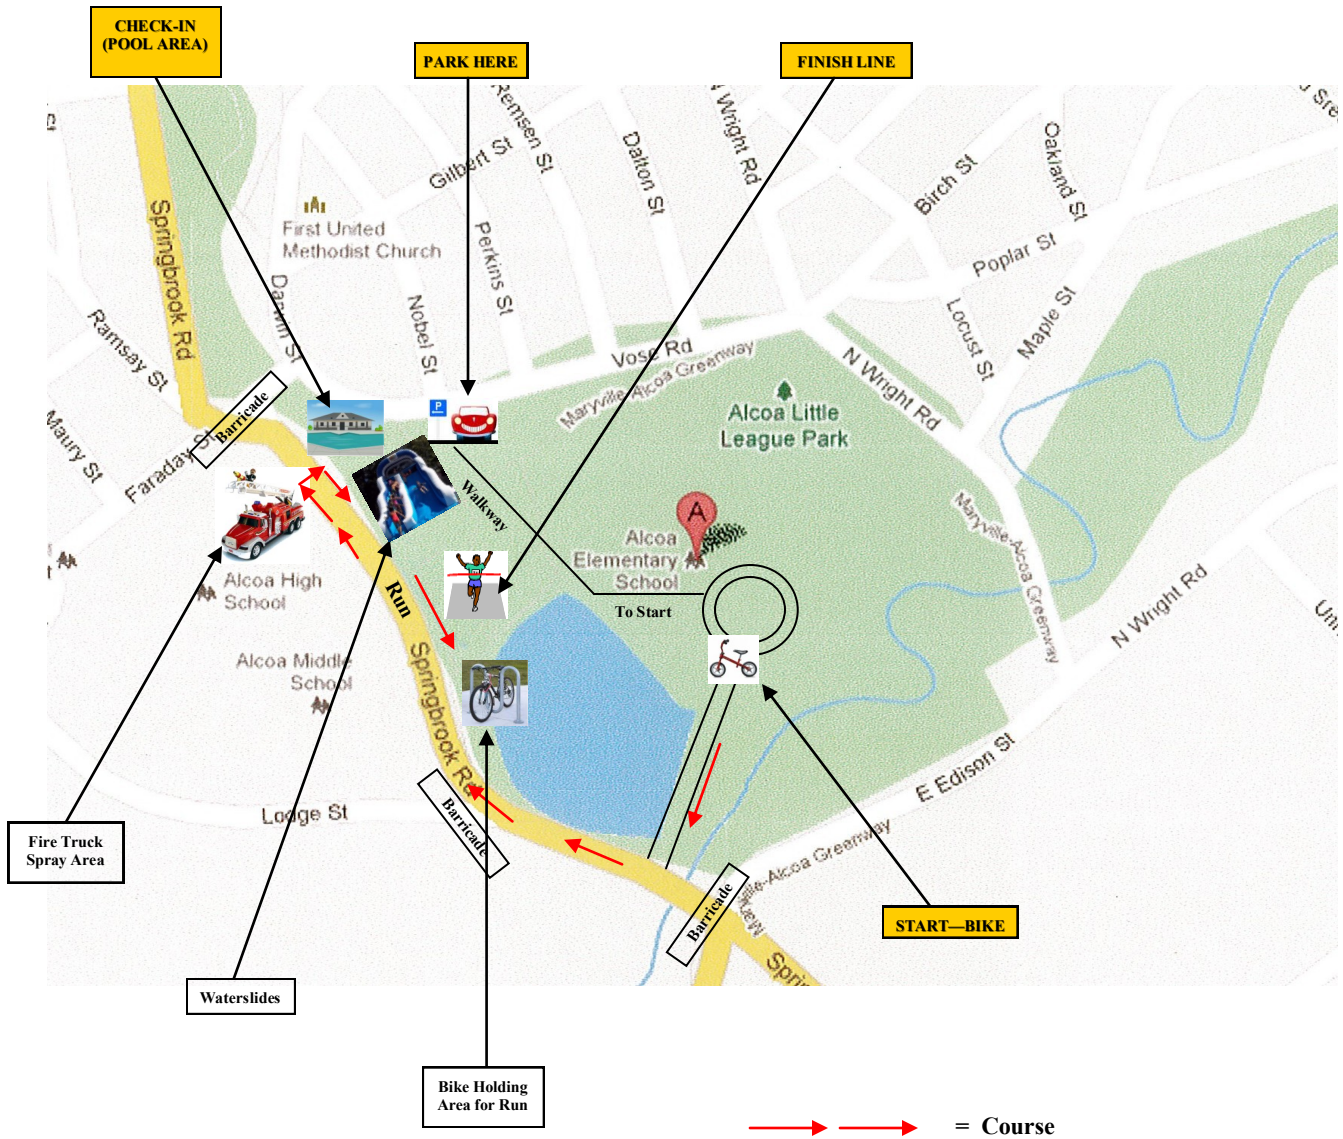 CHECK-IN
(POOL AREA)
PARK HERE
FINISH LINE
Remsen St
N Wright Rd
Gilbert St
Dalton St
Oakland St
Birch St
First United
Methodist Church
Springbrook Rd
Perkins St
Poplar St
Darwin St
Nobel St
Ramsay St
Locust St
Maple St
Vose Rd
N Wright Rd
Maryville-Alcoa Greenway
Barricade
P
Alcoa Little
League Park
Maury St
Faraday St
Walkway
A
Alcoa
Elementary
School
Maryville-Alcoa Greenway
Alcoa High
School
Run
To Start
N Wright Rd
Alcoa Middle
School
Springbrook Rd
E Edison St
Lodge St
Barricade
Fire Truck
Spray Area
ville-Alcoa Greenway
Mary
Barricade
START—BIKE
Sprin
Waterslides
Bike Holding
Area for Run
= Course